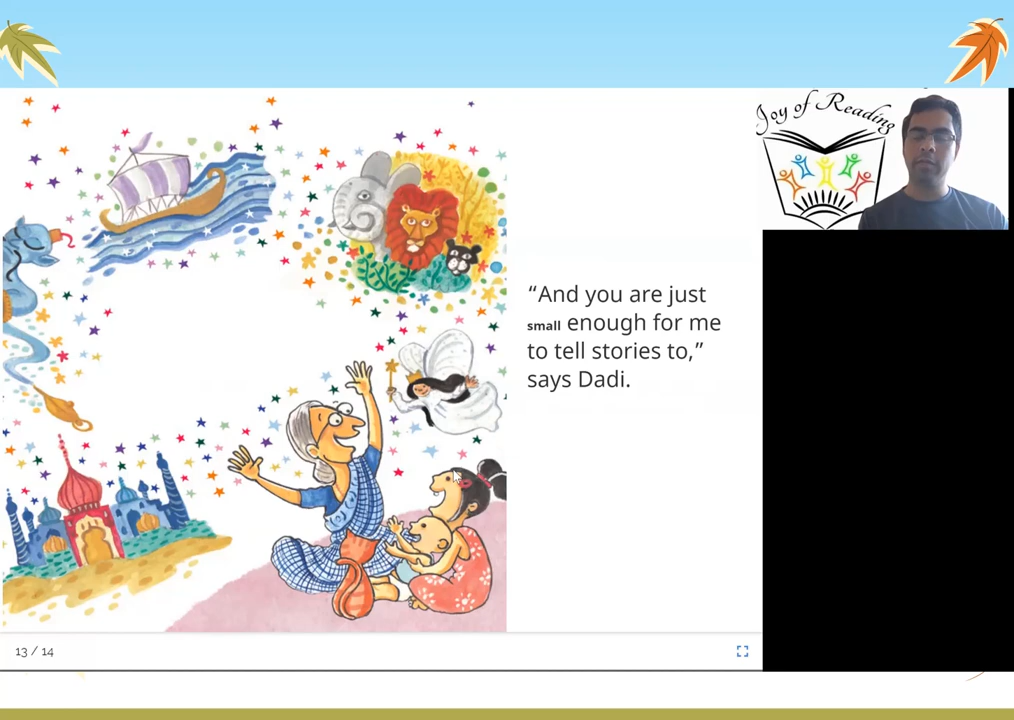 Joy of Reading
“And you are just
small enough for me
to tell stories to,”
says Dadi.
13 / 14